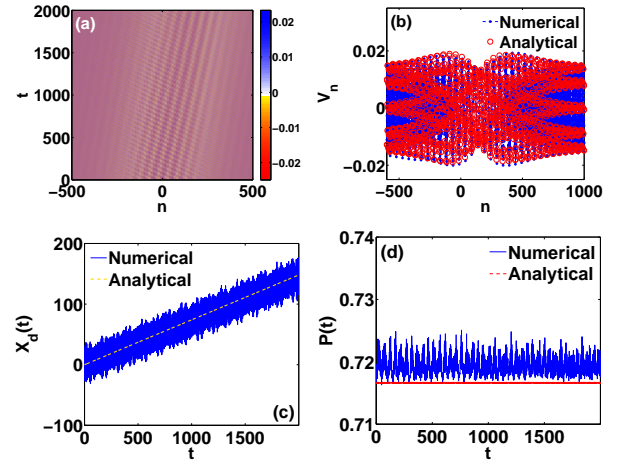 (a)
2000
1500
1000
500
0
t
−500
0
500
n
0.02
0.01
0
−0.01
−0.02
(b)
Numerical
Analytical
0.02
0
−0.02
Vn
−500
0
500
1000
n
200
100
0
−100
Xd(t)
Numerical
Analytical
(c)
0
500
1000
1500
t
0.74
0.73
0.72
0.71
P(t)
(d)
Numerical
Analytical
0
500
1000
1500
t